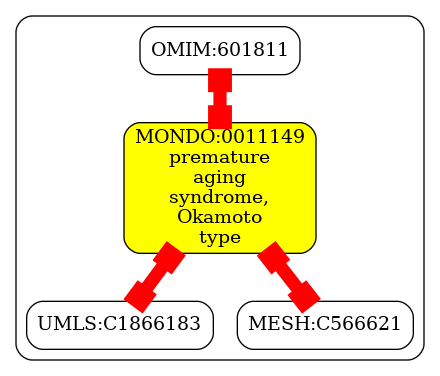 OMIM:601811
MONDO:0011149
premature
aging
syndrome,
Okamoto
type
UMLS:C1866183
MESH:C566621